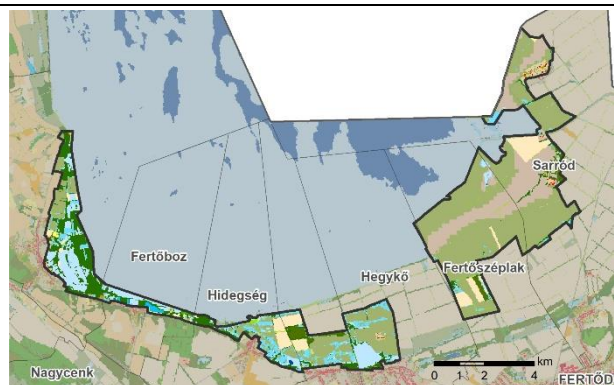 Sarród
Fertőboz
Hegykő
Fertőszéplak
Hidegség
km
0 1 2 4
Nagycenk
FERTŐD